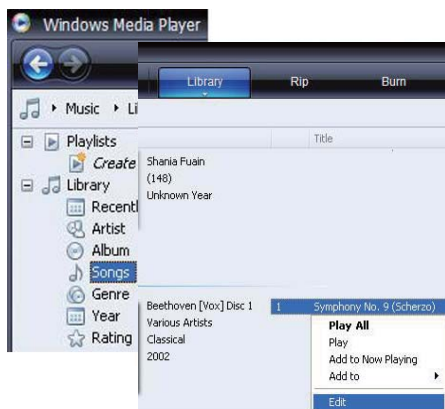 Windows Media Player
Music Li
Playlists
Create
Library
Recentl
Artist
Album
Songs
Genre
Year
Rating
Library Rip Burn
Title
Shania Fuain
(148)
Unknown Year
Beethoven [Vox] Disc 1 1 Symphony No. 9 (Scherzo)
Various Artists
Classical
2002
Play All
Play
Add to Now Playing
Add to
Edit